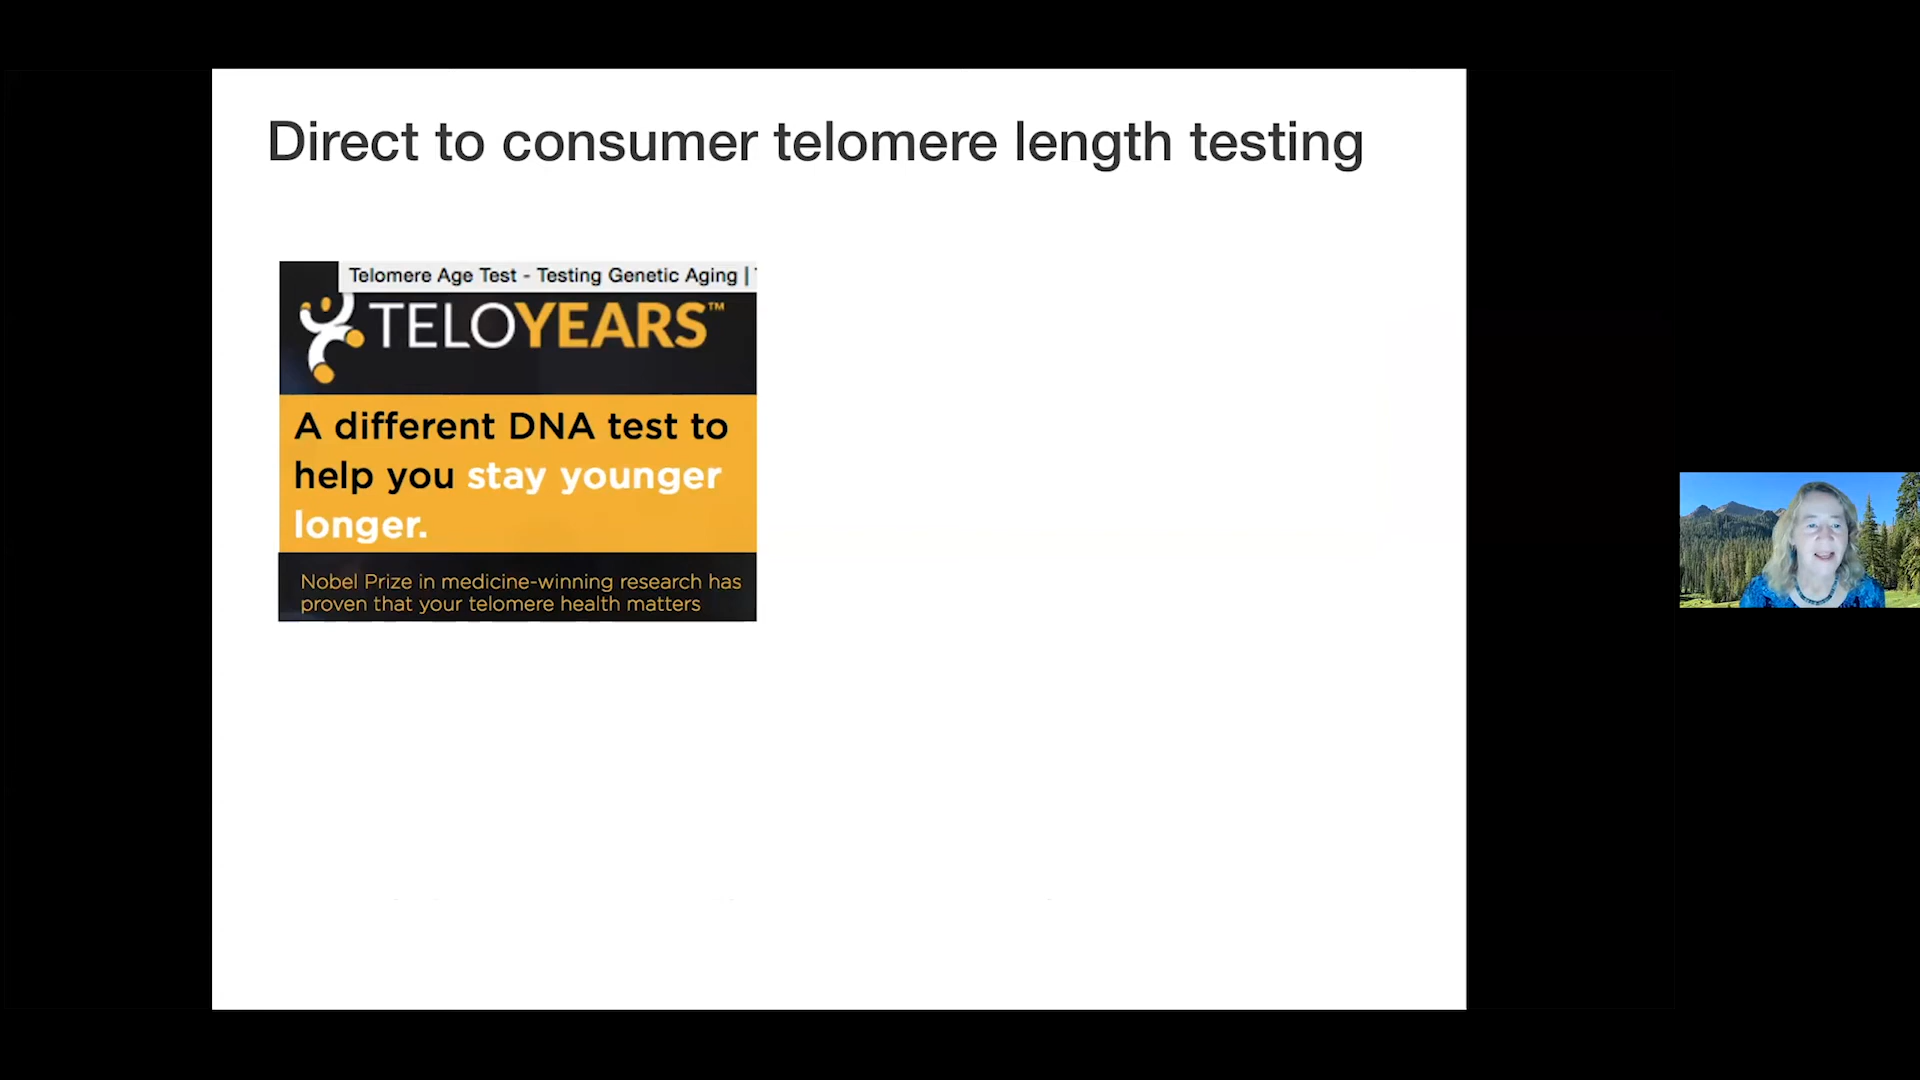 Direct to consumer telomere length testing
Telomere Age Test - Testing Genetic Aging |
TELOYEARS™
A different DNA test to
help you stay younger
longer.
Nobel Prize in medicine-winning research has
proven that your telomere health matters